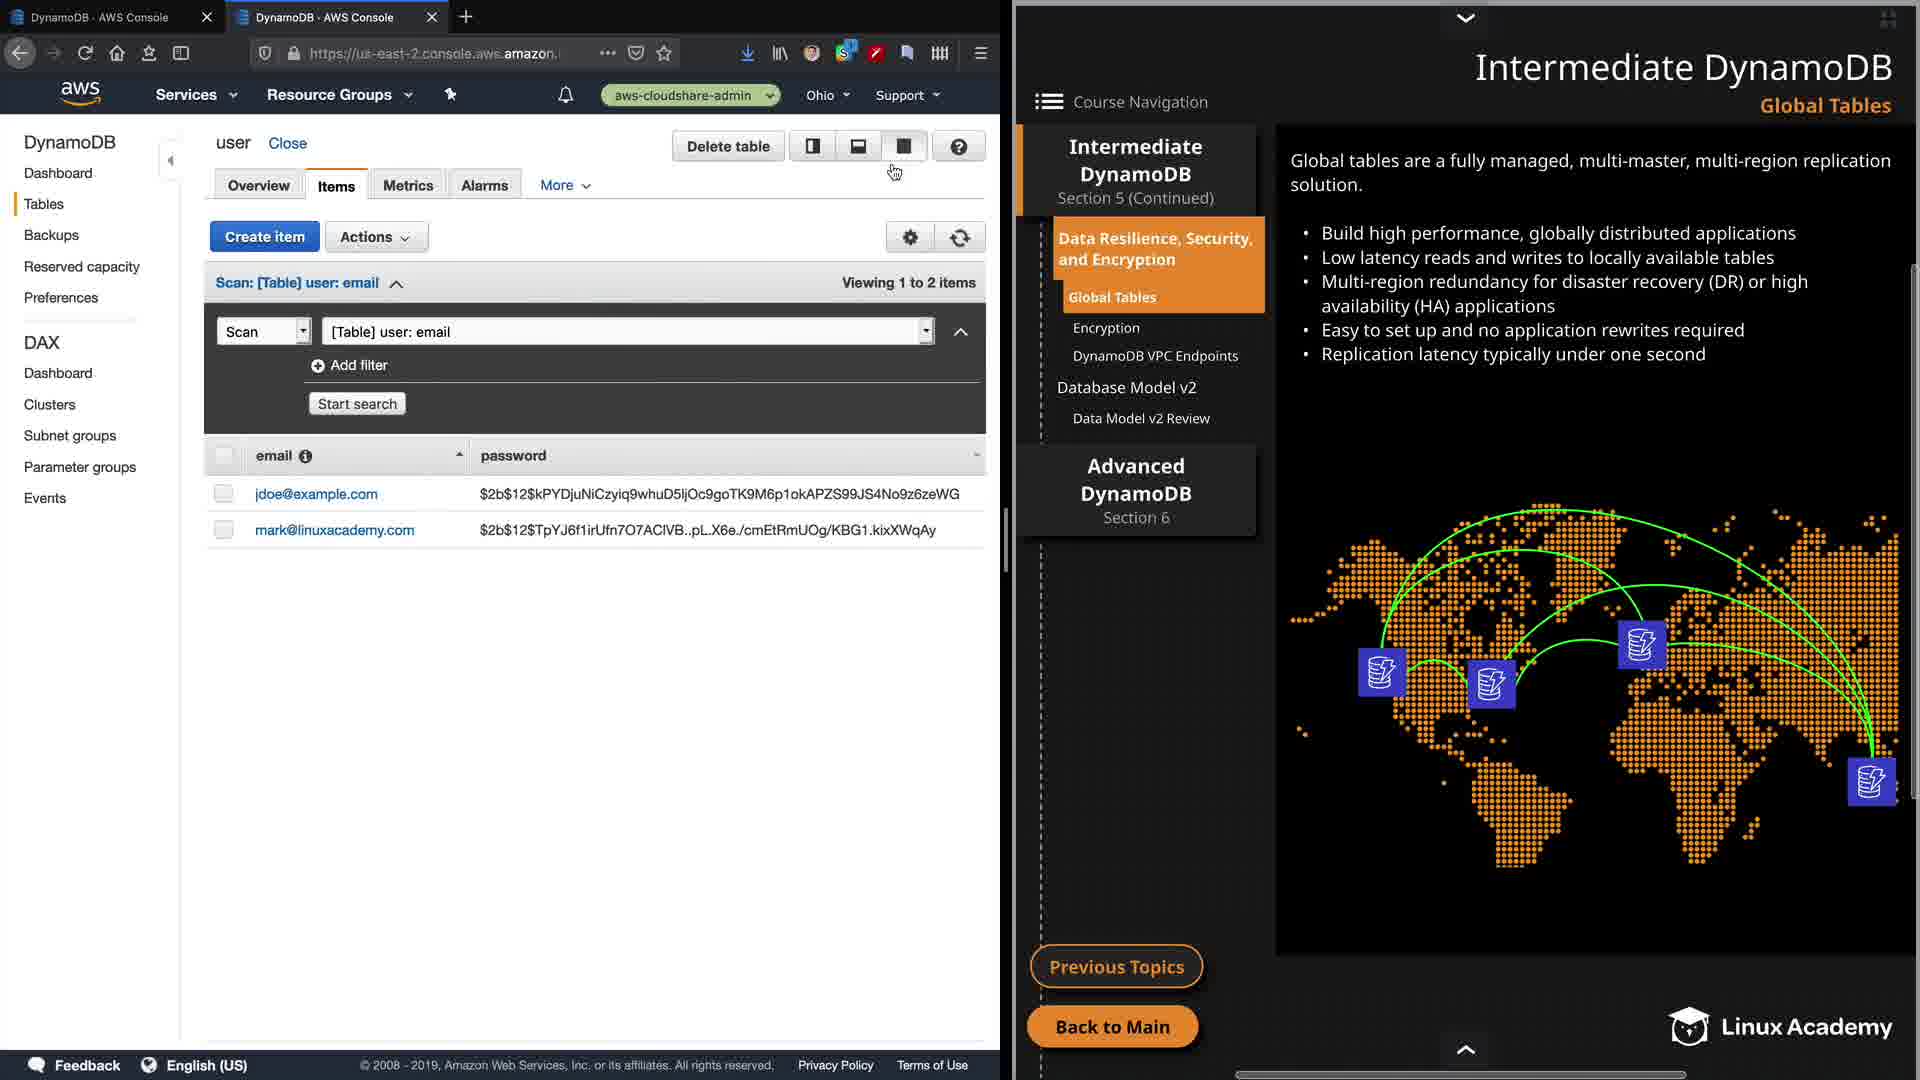 DynamoDB - AWS Console
DynamoDB - AWS Console
https://us-east-2.console.aws.amazon.
aws
Services
Resource Groups
aws-cloudshare-admin
Ohio
Support
DynamoDB
Dashboard
Tables
Backups
Reserved capacity
Preferences
DAX
Dashboard
Clusters
Subnet groups
Parameter groups
Events
user
Close
Delete table
Overview
Items
Metrics
Alarms
More
Create item
Actions
Scan: [Table] user: email
Viewing 1 to 2 items
Scan
[Table] user: email
Add filter
Start search
email
password
jdoe@example.com
$2b$12$kPYDjuNiCzyiq9whuD5ljOc9goTK9M6p1okAPZS99JS4No9z6zeWG
mark@linuxacademy.com
$2b$12$TpYJ6f1irUfn7O7AClVB..pL.X6e./cmEtRmUOg/KBG1.kixXWqAy
Feedback
English (US)
© 2008 - 2019, Amazon Web Services, Inc. or its affiliates. All rights reserved.
Privacy Policy
Terms of Use
Intermediate DynamoDB
Global Tables
Course Navigation
Intermediate
DynamoDB
Section 5 (Continued)
Data Resilience, Security,
and Encryption
Global Tables
Encryption
DynamoDB VPC Endpoints
Database Model v2
Data Model v2 Review
Advanced
DynamoDB
Section 6
Previous Topics
Back to Main
Global tables are a fully managed, multi-master, multi-region replication
solution.
• Build high performance, globally distributed applications
• Low latency reads and writes to locally available tables
• Multi-region redundancy for disaster recovery (DR) or high
availability (HA) applications
• Easy to set up and no application rewrites required
• Replication latency typically under one second
Linux Academy